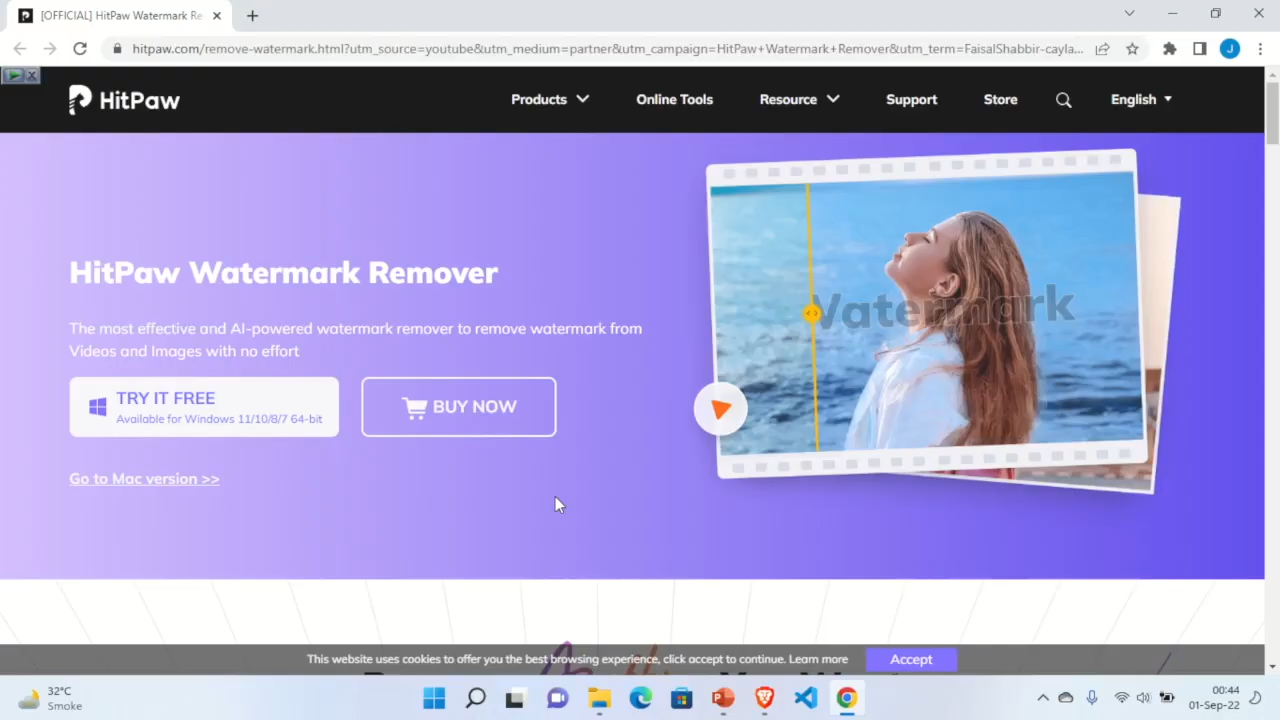 [OFFICIAL] HitPaw Watermark Re
hitpaw.com/remove-watermark.html?utm_source=youtube&utm_medium=partner&utm_campaign=HitPaw+Watermark+Remover&utm_term=FaisalShabbir-cayla...
J
HitPaw
Products
Online Tools
Resource
Support
Store
English
Watermark
HitPaw Watermark Remover
The most effective and AI-powered watermark remover to remove watermark from
Videos and Images with no effort
TRY IT FREE
Available for Windows 11/10/8/7 64-bit
BUY NOW
Go to Mac version >>
This website uses cookies to offer you the best browsing experience, click accept to continue. Learn more
Accept
32°C
Smoke
00:44
01-Sep-22